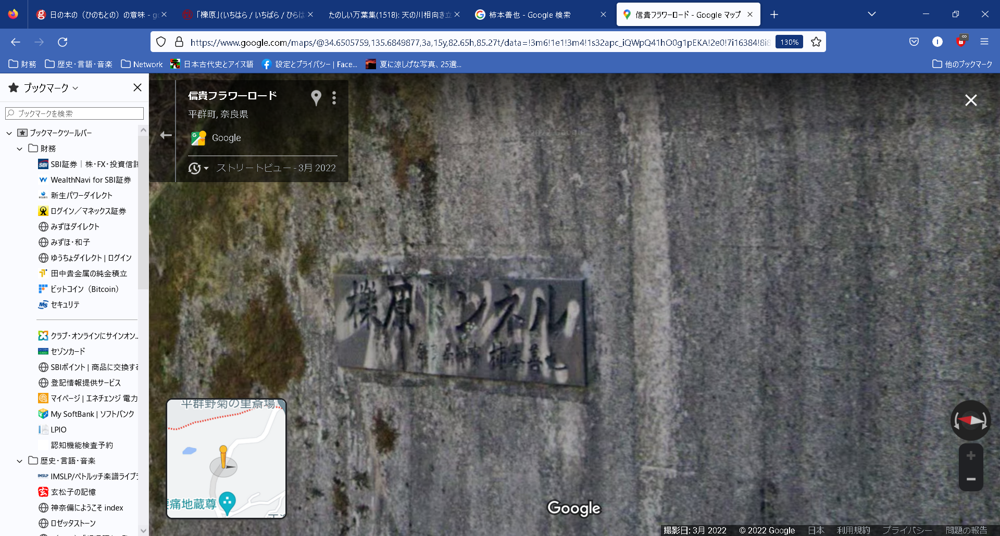 日の本の（ひのもとの）の意味 - go
「櫟原」(いちはら / いちばら / ひらは
たのしい万葉集(1518): 天の川相向き立
柿本善也 - Google 検索
信貴フラワーロード - Google マップ
https://www.google.com/maps/@34.6505759,135.6849877,3a,15y,82.65h,85.27t/data=!3m6!1e1!3m4!1s32apc_iQWpQ41hO0g1pEKA!2e0!7i16384!8i8
130%
財務
歴史・言語・音楽
Network
日本古代史とアイヌ語
設定とプライバシー | Face...
夏に涼しげな写真、25選...
他のブックマーク
ブックマーク
ブックマークを検索
ブックマークツールバー
財務
SBI証券｜株・FX・投資信託
WealthNavi for SBI証券
新生パワーダイレクト
ログイン／マネックス証券
みずほダイレクト
みずほ・和子
ゆうちょダイレクト | ログイン
田中貴金属の純金積立
ビットコイン（Bitcoin）
セキュリテ
クラブ・オンラインにサインオン...
セゾンカード
SBIポイント | 商品に交換する
登記情報提供サービス
マイページ | エネチェンジ 電力
My SoftBank | ソフトバンク
LPIO
認知機能検査予約
歴史・言語・音楽
IMSLP/ペトルッチ楽譜ライブラ
玄松子の記憶
神奈備にようこそ index
ロゼッタストーン
信貴フラワーロード
平群町, 奈良県
Google
ストリートビュー - 3月 2022
櫟原トンネル
柿本善也
平群野菊の里斎場
腰痛地蔵尊
Google
撮影日: 3月 2022 © 2022 Google 日本 利用規約 プライバシー 問題の報告